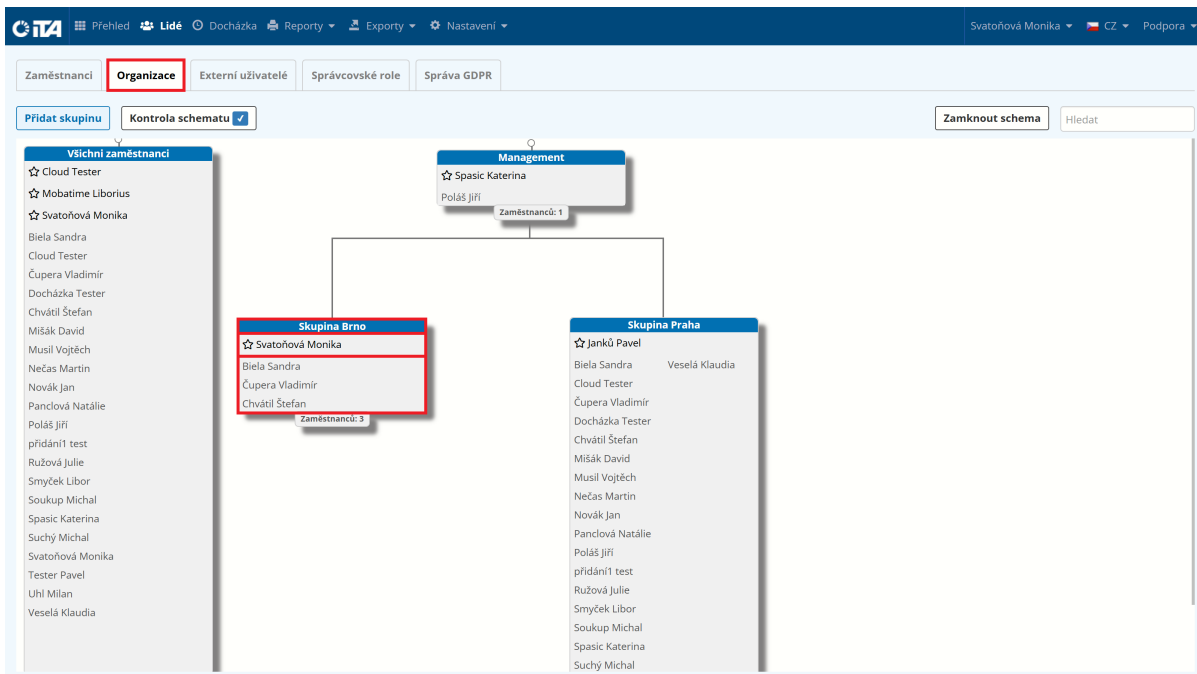 CiTA Přehled Lidé Docházka Reporty Exporty Nastavení Svatoňová Monika CZ Podpora
Zaměstnanci Organizace Externí uživatelé Správcovské role Správa GDPR
Přidat skupinu Kontrola schematu Zamknout schema Hledat
Všichni zaměstnanci
Cloud Tester
Mobatime Liborius
Svatoňová Monika
Biela Sandra
Cloud Tester
Čupera Vladimír
Docházka Tester
Chvátil Štefan
Mišák David
Musil Vojtěch
Nečas Martin
Novák Jan
Panclová Natálie
Poláš Jiří
přidání1 test
Ružová Julie
Smyček Libor
Soukup Michal
Spasic Katerina
Suchý Michal
Svatoňová Monika
Tester Pavel
Uhl Milan
Veselá Klaudia
Management
Spasic Katerina
Poláš Jiří
Zaměstnanců: 1
Skupina Brno
Svatoňová Monika
Biela Sandra
Čupera Vladimír
Chvátil Štefan
Zaměstnanců: 3
Skupina Praha
Janků Pavel
Biela Sandra Veselá Klaudia
Cloud Tester
Čupera Vladimír
Docházka Tester
Chvátil Štefan
Mišák David
Musil Vojtěch
Nečas Martin
Novák Jan
Panclová Natálie
Poláš Jiří
přidání1 test
Ružová Julie
Smyček Libor
Soukup Michal
Spasic Katerina
Suchý Michal